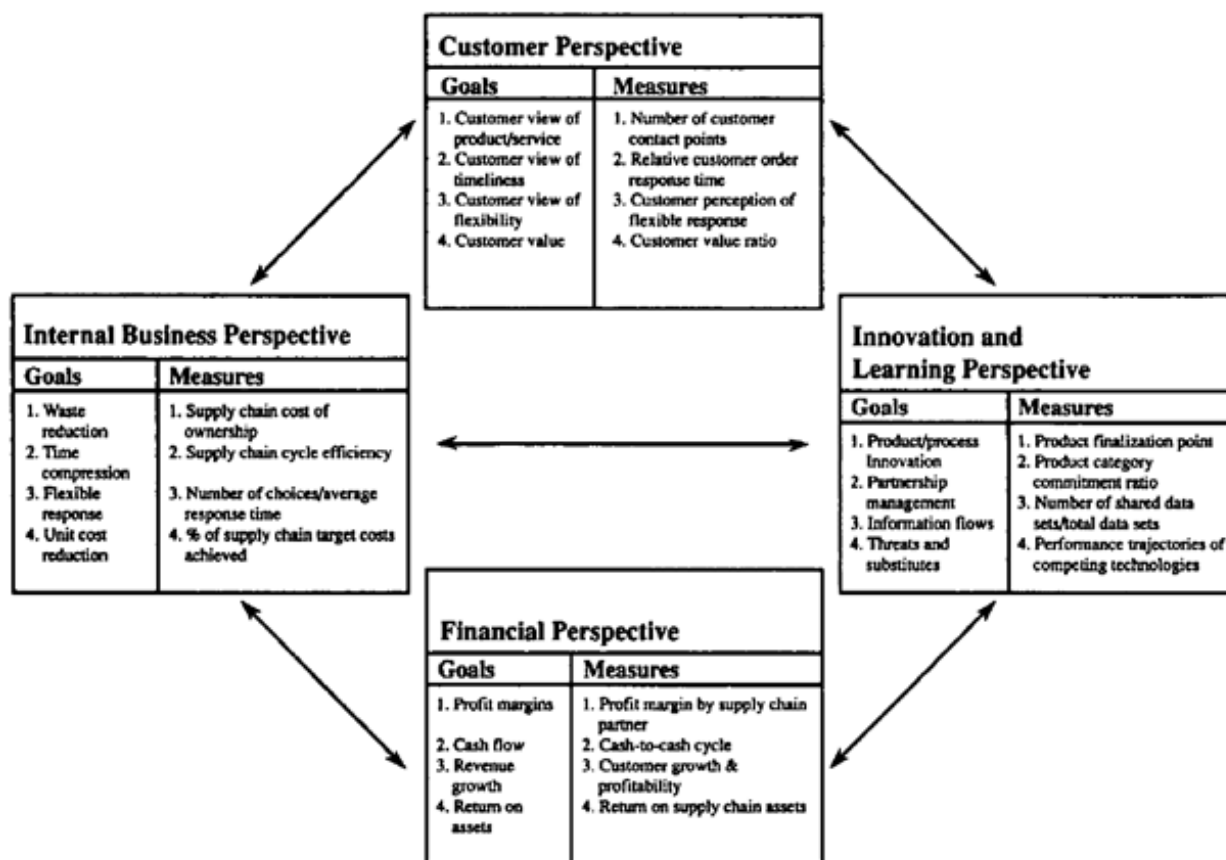 Customer Perspective
Goals
Measures
1. Customer view of
product/service
2. Customer view of
timeliness
3. Customer view of
flexibility
4. Customer value
1. Number of customer
contact points
2. Relative customer order
response time
3. Customer perception of
flexible response
4. Customer value ratio
Internal Business Perspective
Goals
Measures
1. Waste
reduction
2. Time
compression
3. Flexible
response
4. Unit cost
reduction
1. Supply chain cost of
ownership
2. Supply chain cycle efficiency
3. Number of choices/average
response time
4. % of supply chain target costs
achieved
Innovation and
Learning Perspective
Goals
Measures
1. Product/process
Innovation
2. Partnership
management
3. Information flows
4. Threats and
substitutes
1. Product finalization point
2. Product category
commitment ratio
3. Number of shared data
sets/total data sets
4. Performance trajectories of
competing technologies
Financial Perspective
Goals
Measures
1. Profit margins
2. Cash flow
3. Revenue
growth
4. Return on
assets
1. Profit margin by supply chain
partner
2. Cash-to-cash cycle
3. Customer growth &
profitability
4. Return on supply chain assets